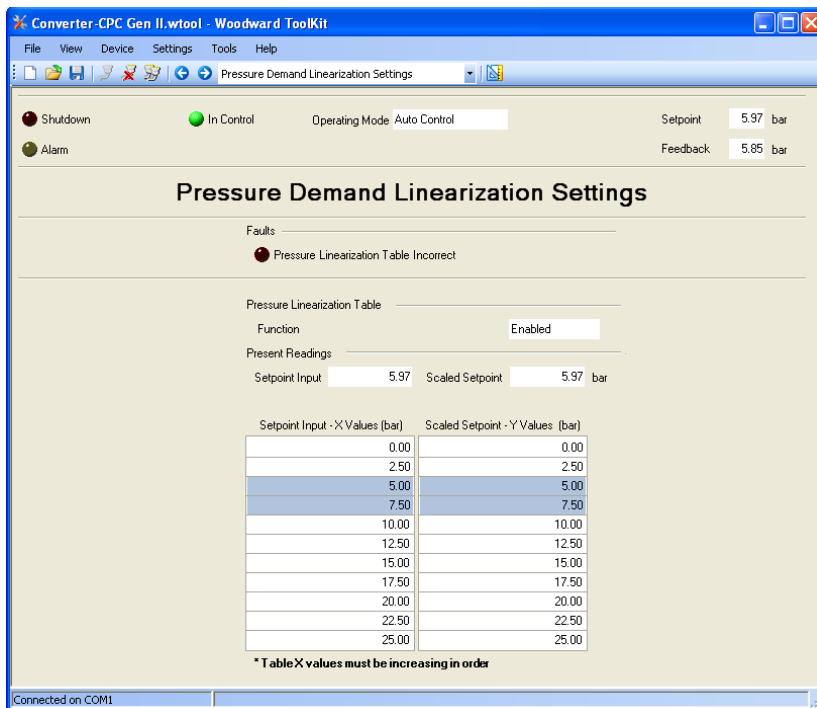 Converter-CPC Gen II.wtool - Woodward ToolKit
File View Device Settings Tools Help
Pressure Demand Linearization Settings
Shutdown In Control Operating Mode Auto Control Setpoint 5.97 bar
Alarm Feedback 5.85 bar
Pressure Demand Linearization Settings
Faults
Pressure Linearization Table Incorrect
Pressure Linearization Table
Function Enabled
Present Readings
Setpoint Input 5.97 Scaled Setpoint 5.97 bar
Setpoint Input - X Values (bar) Scaled Setpoint - Y Values (bar)
0.00 0.00
2.50 2.50
5.00 5.00
7.50 7.50
10.00 10.00
12.50 12.50
15.00 15.00
17.50 17.50
20.00 20.00
22.50 22.50
25.00 25.00
* Table X values must be increasing in order
Connected on COM1